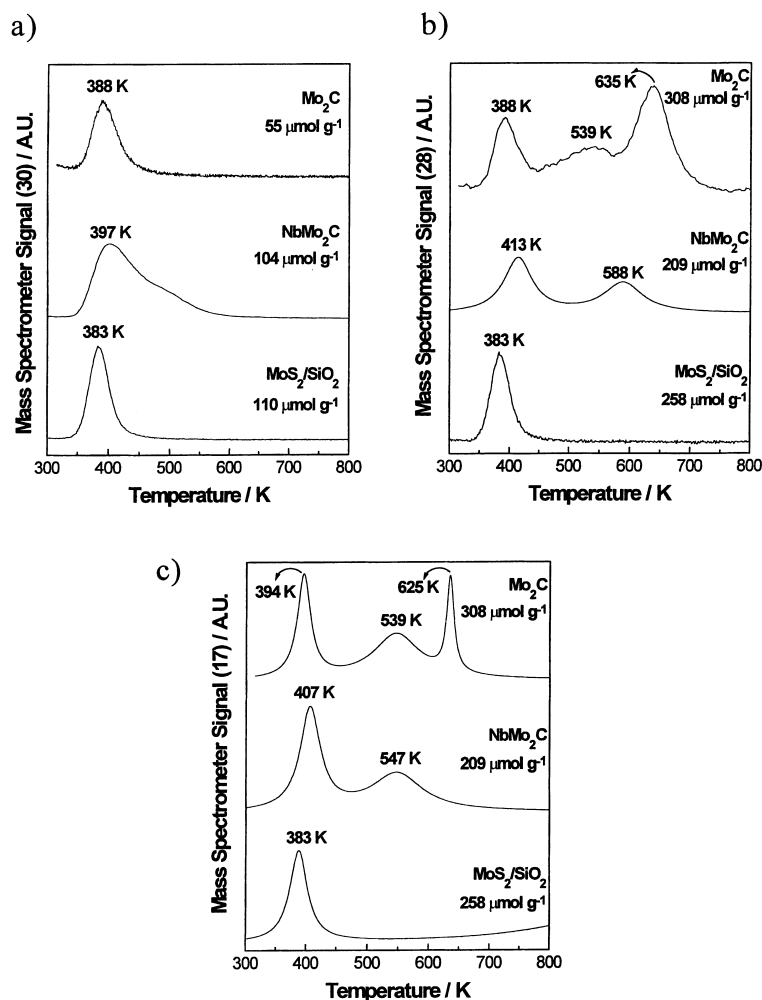 a)
Mass Spectrometer Signal (30) / A.U.
388 K
Mo₂C
55 μmol g⁻¹
397 K
NbMo₂C
104 μmol g⁻¹
383 K
MoS₂/SiO₂
110 μmol g⁻¹
300 400 500 600 700 800
Temperature / K
b)
Mass Spectrometer Signal (28) / A.U.
635 K
Mo₂C
308 μmol g⁻¹
388 K
539 K
NbMo₂C
209 μmol g⁻¹
413 K
588 K
383 K
MoS₂/SiO₂
258 μmol g⁻¹
300 400 500 600 700 800
Temperature / K
c)
Mass Spectrometer Signal (17) / A.U.
394 K
625 K
Mo₂C
308 μmol g⁻¹
539 K
407 K
NbMo₂C
209 μmol g⁻¹
547 K
383 K
MoS₂/SiO₂
258 μmol g⁻¹
300 400 500 600 700 800
Temperature / K